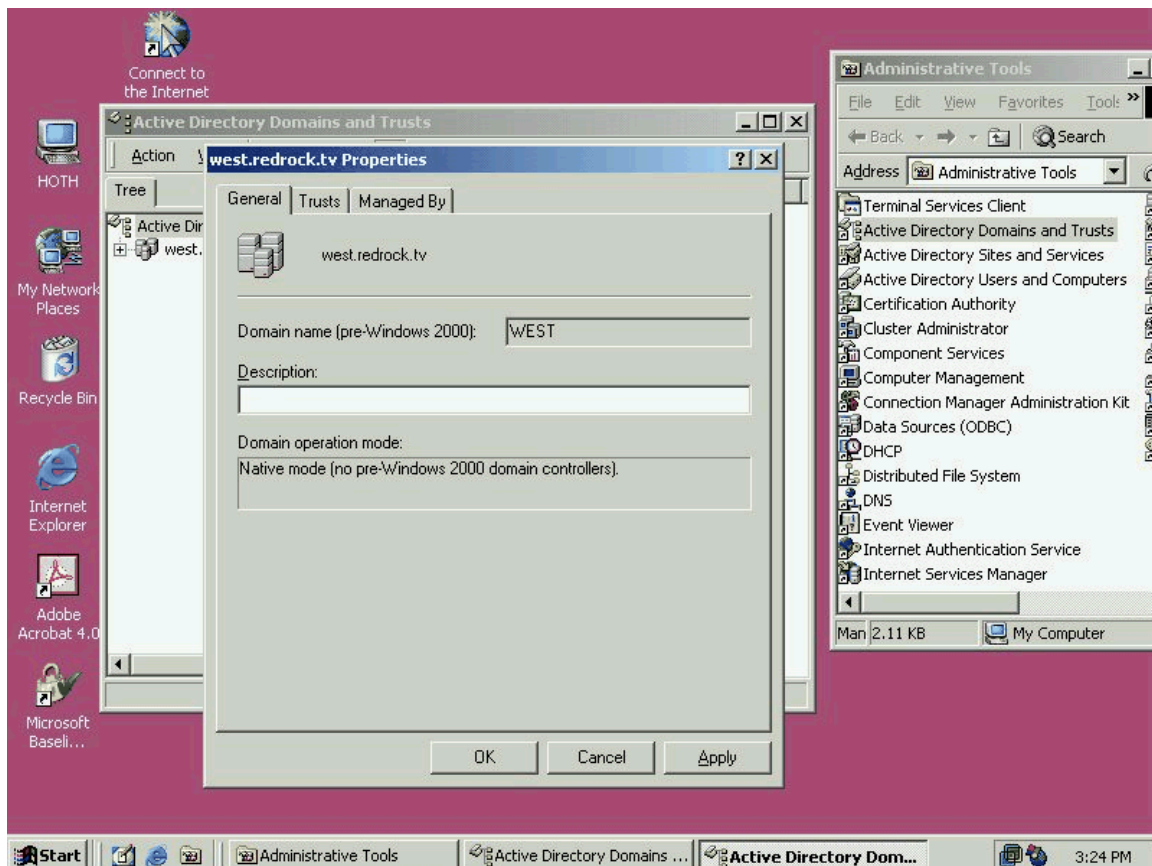 Connect to
the Internet
HOTH
My Network
Places
Recycle Bin
Internet
Explorer
Adobe
Acrobat 4.0
Microsoft
Baseli...
Active Directory Domains and Trusts
Action
Tree
Active Dir
west.
west.redrock.tv Properties
General
Trusts
Managed By
west.redrock.tv
Domain name (pre-Windows 2000):
WEST
Description:
Domain operation mode:
Native mode (no pre-Windows 2000 domain controllers).
OK
Cancel
Apply
Administrative Tools
File Edit View Favorites Tools
Back
Search
Address
Administrative Tools
Terminal Services Client
Active Directory Domains and Trusts
Active Directory Sites and Services
Active Directory Users and Computers
Certification Authority
Cluster Administrator
Component Services
Computer Management
Connection Manager Administration Kit
Data Sources (ODBC)
DHCP
Distributed File System
DNS
Event Viewer
Internet Authentication Service
Internet Services Manager
Man
2.11 KB
My Computer
Start
Administrative Tools
Active Directory Domains ...
Active Directory Dom...
3:24 PM